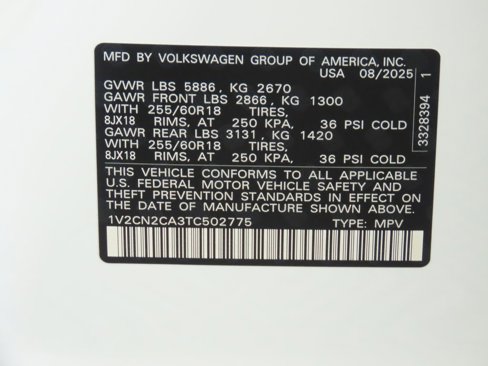 MFD BY VOLKSWAGEN GROUP OF AMERICA, INC.
USA 08/2025
GVWR LBS 5886, KG 2670
GAWR FRONT LBS 2866, KG 1300
WITH 255/60R18 TIRES,
8JX18 RIMS, AT 250 KPA, 36 PSI COLD
GAWR REAR LBS 3131, KG 1420
WITH 255/60R18 TIRES,
8JX18 RIMS, AT 250 KPA, 36 PSI COLD
THIS VEHICLE CONFORMS TO ALL APPLICABLE
U.S. FEDERAL MOTOR VEHICLE SAFETY AND
THEFT PREVENTION STANDARDS IN EFFECT ON
THE DATE OF MANUFACTURE SHOWN ABOVE.
1V2CN2CA3TC502775 TYPE: MPV
3328394 1